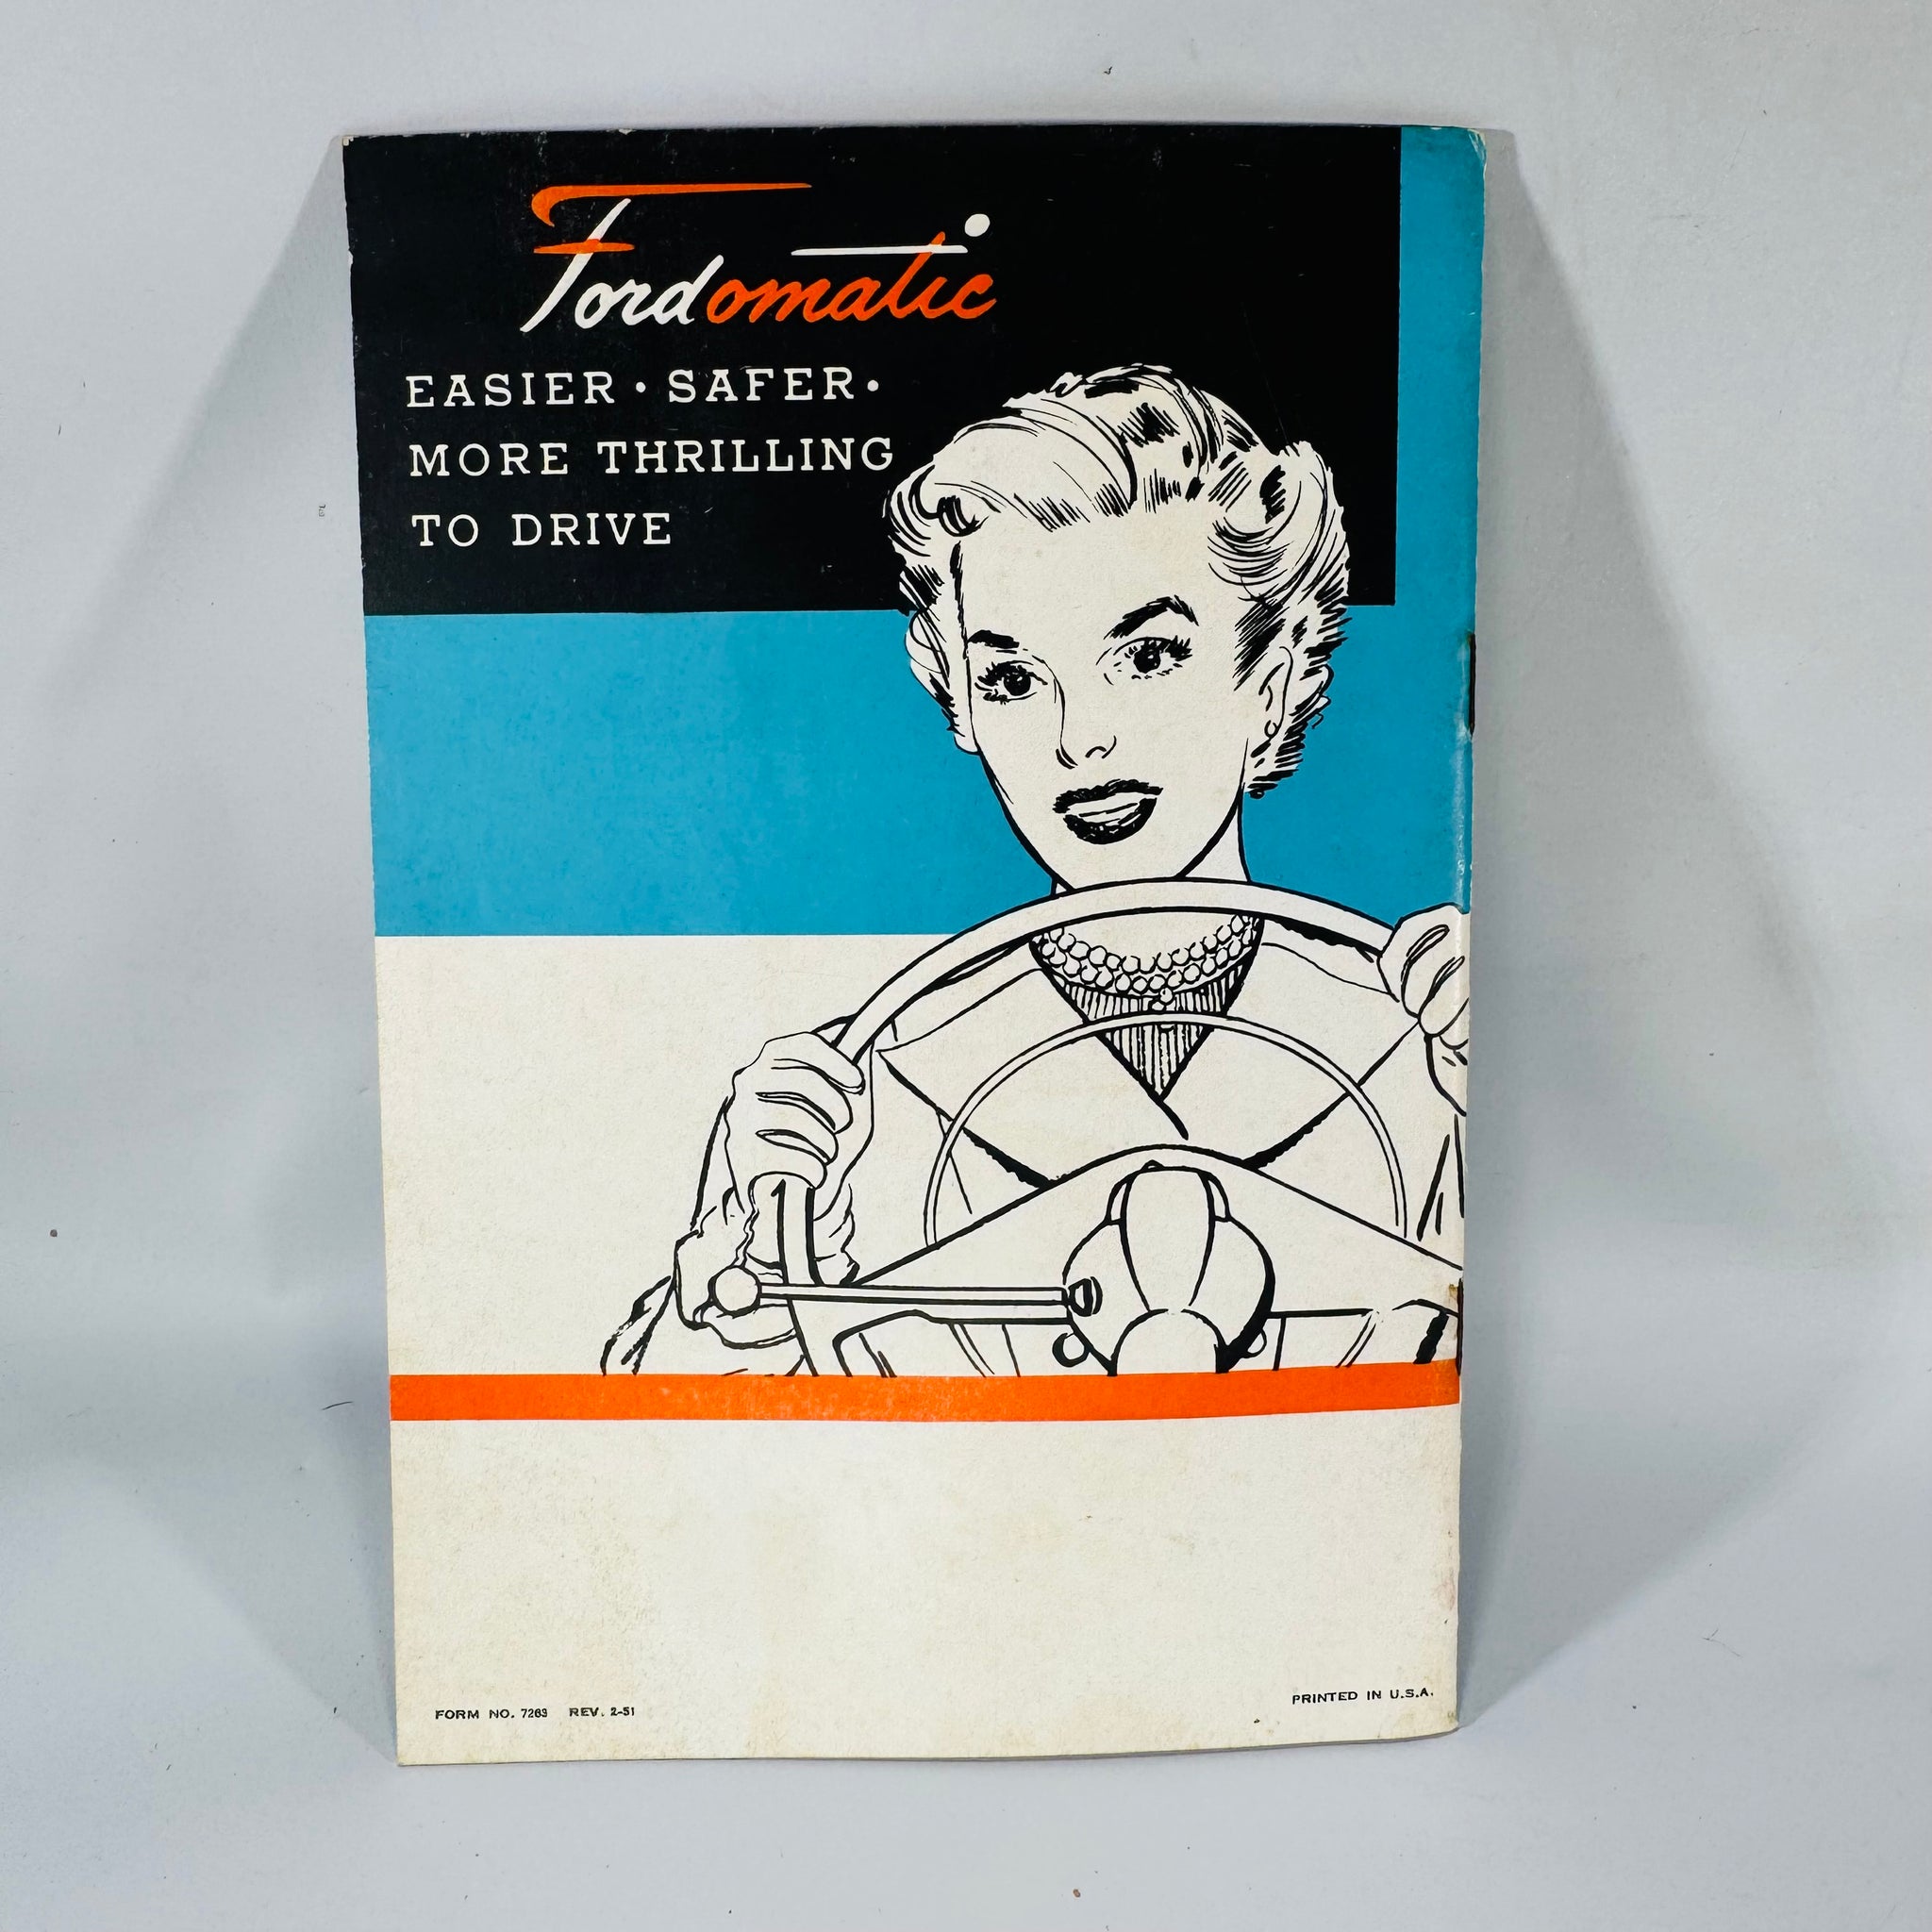 Fordomatic
EASIER • SAFER •
MORE THRILLING
TO DRIVE
FORM NO. 7263 REV. 2-51
PRINTED IN U.S.A.